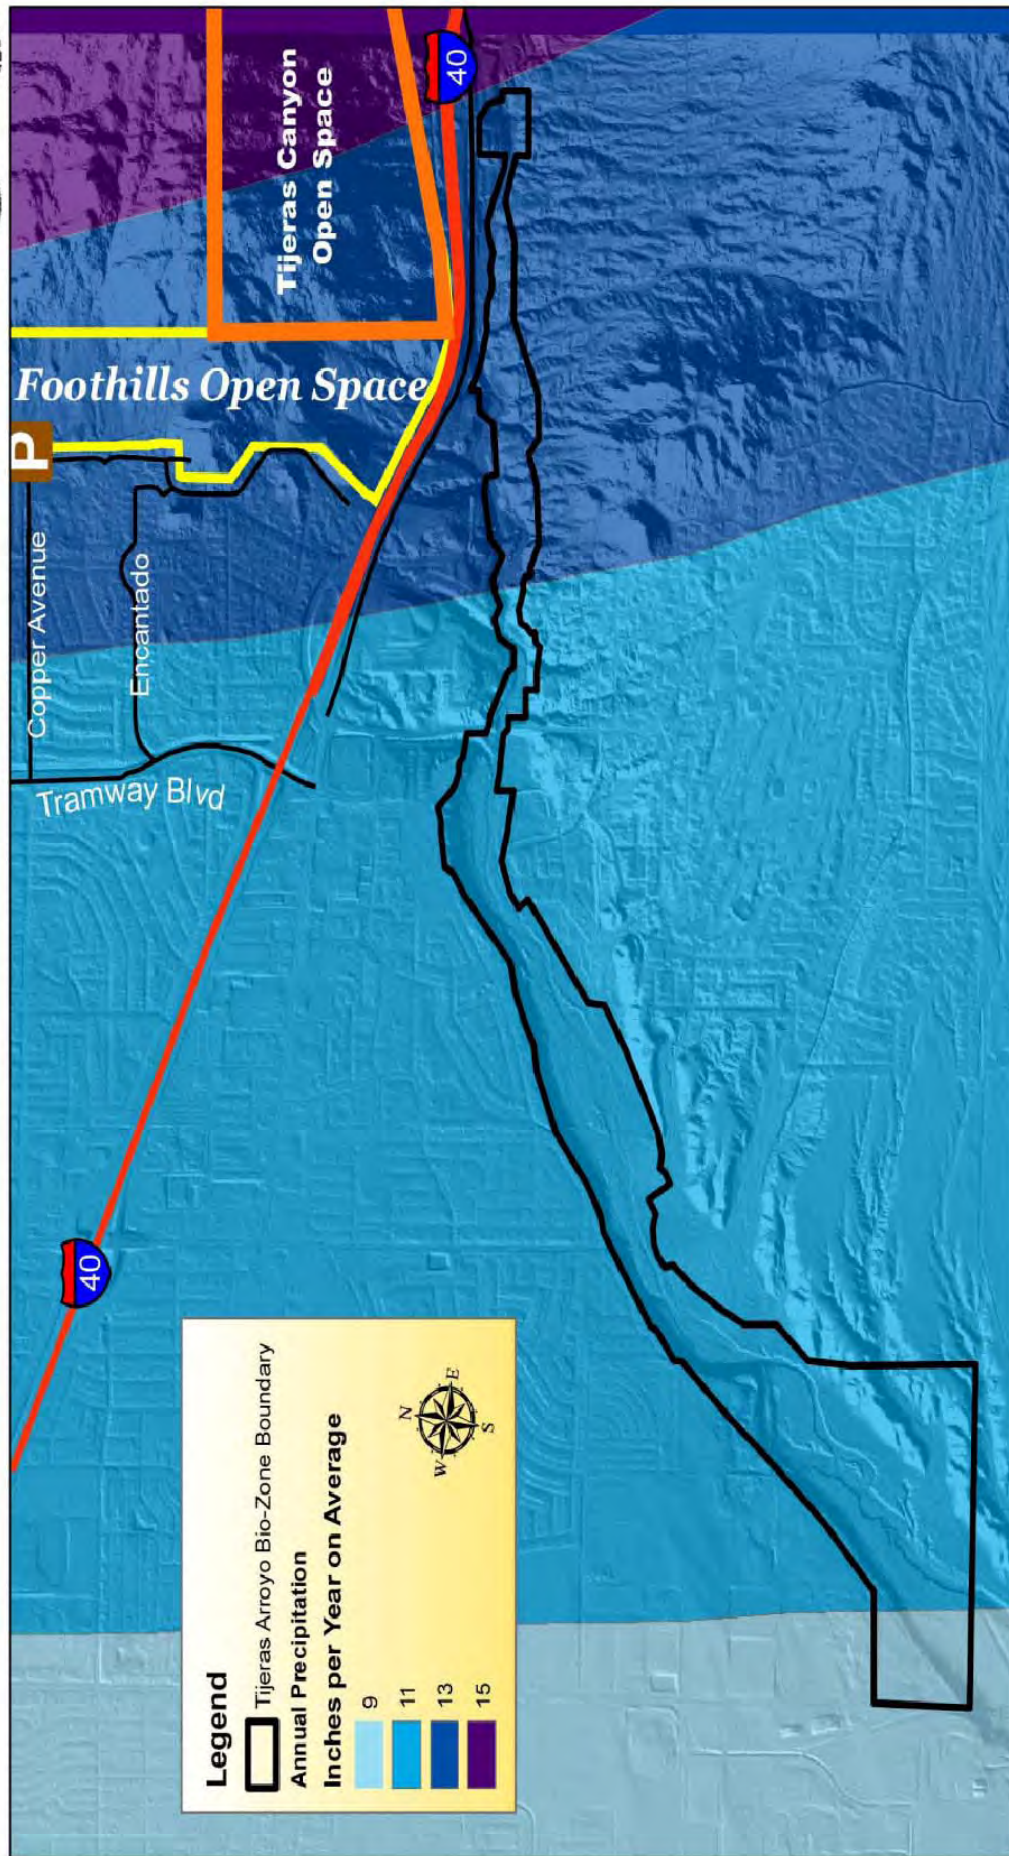 40
Tijeras Canyon
Open Space
Foothills Open Space
P
Copper Avenue
Encantado
Tramway Blvd
40
Legend
Tijeras Arroyo Bio-Zone Boundary
Annual Precipitation
Inches per Year on Average
9
11
13
15
N
W
E
S